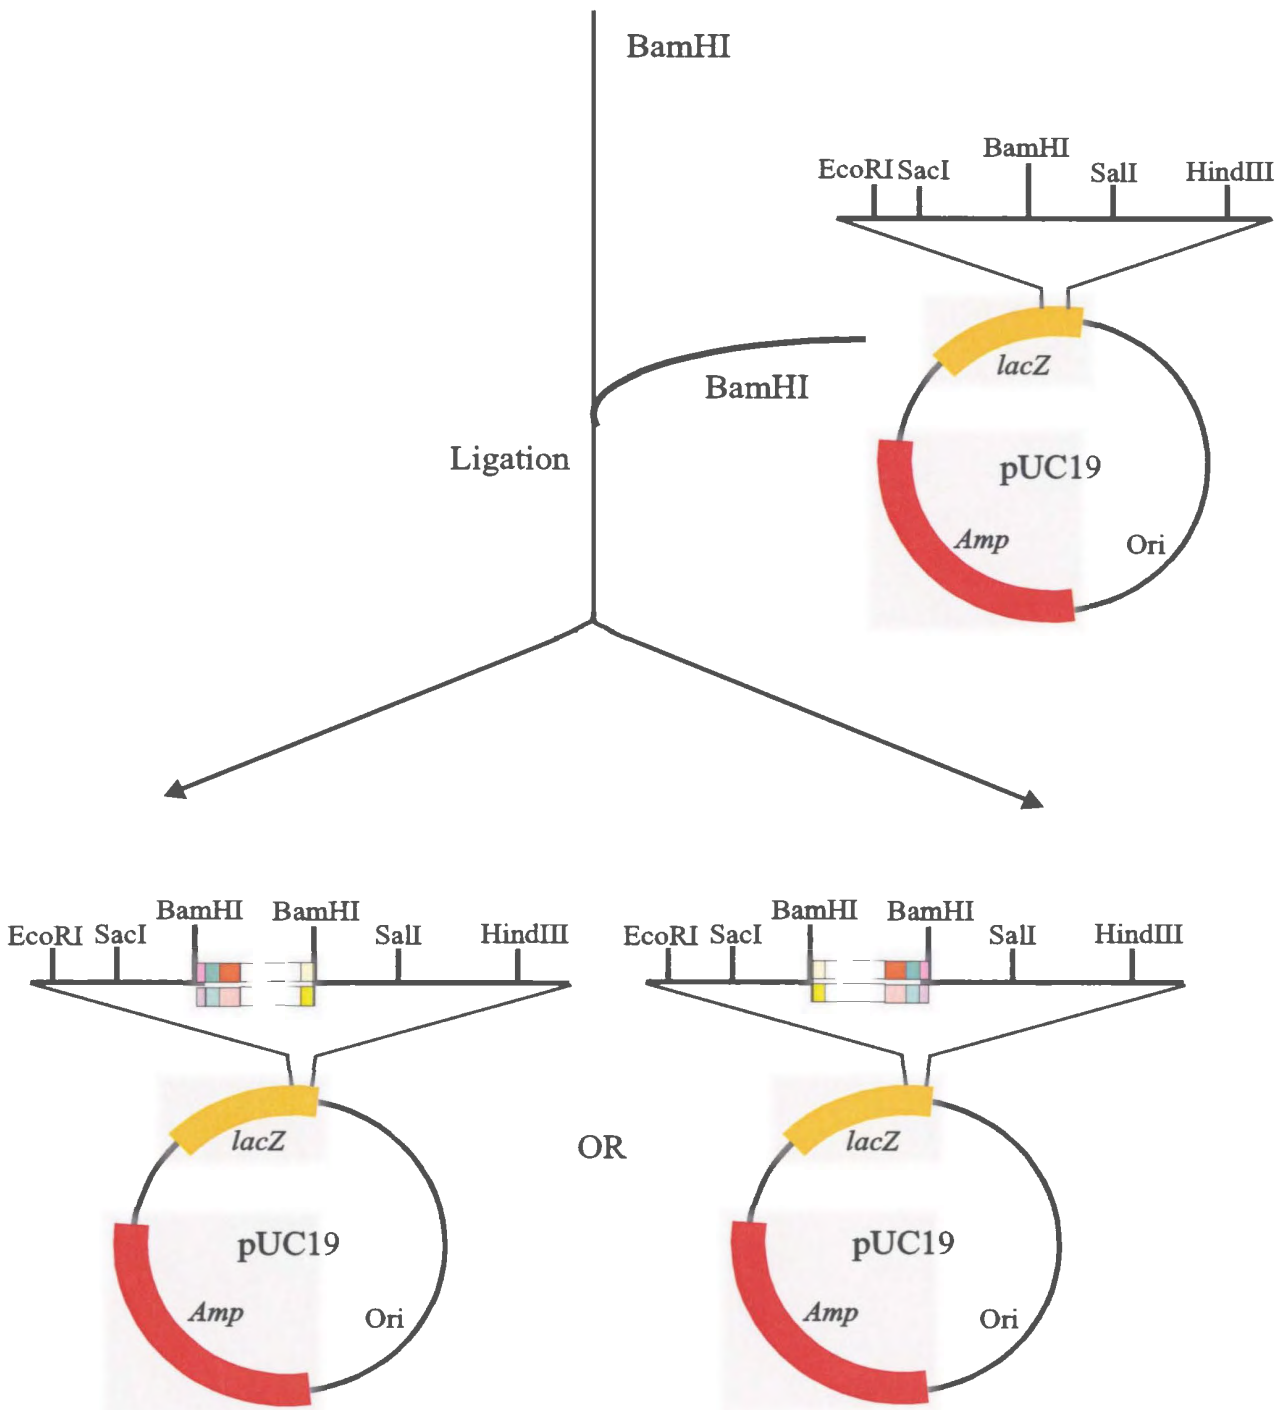 BamHI
BamHI
EcoRI SacI SalI HindIII
lacZ
BamHI
Ligation
pUC19
Amp
Ori
BamHI BamHI
EcoRI SacI SalI HindIII
BamHI BamHI
EcoRI SacI SalI HindIII
lacZ
OR
lacZ
pUC19
pUC19
Amp
Ori
Amp
Ori